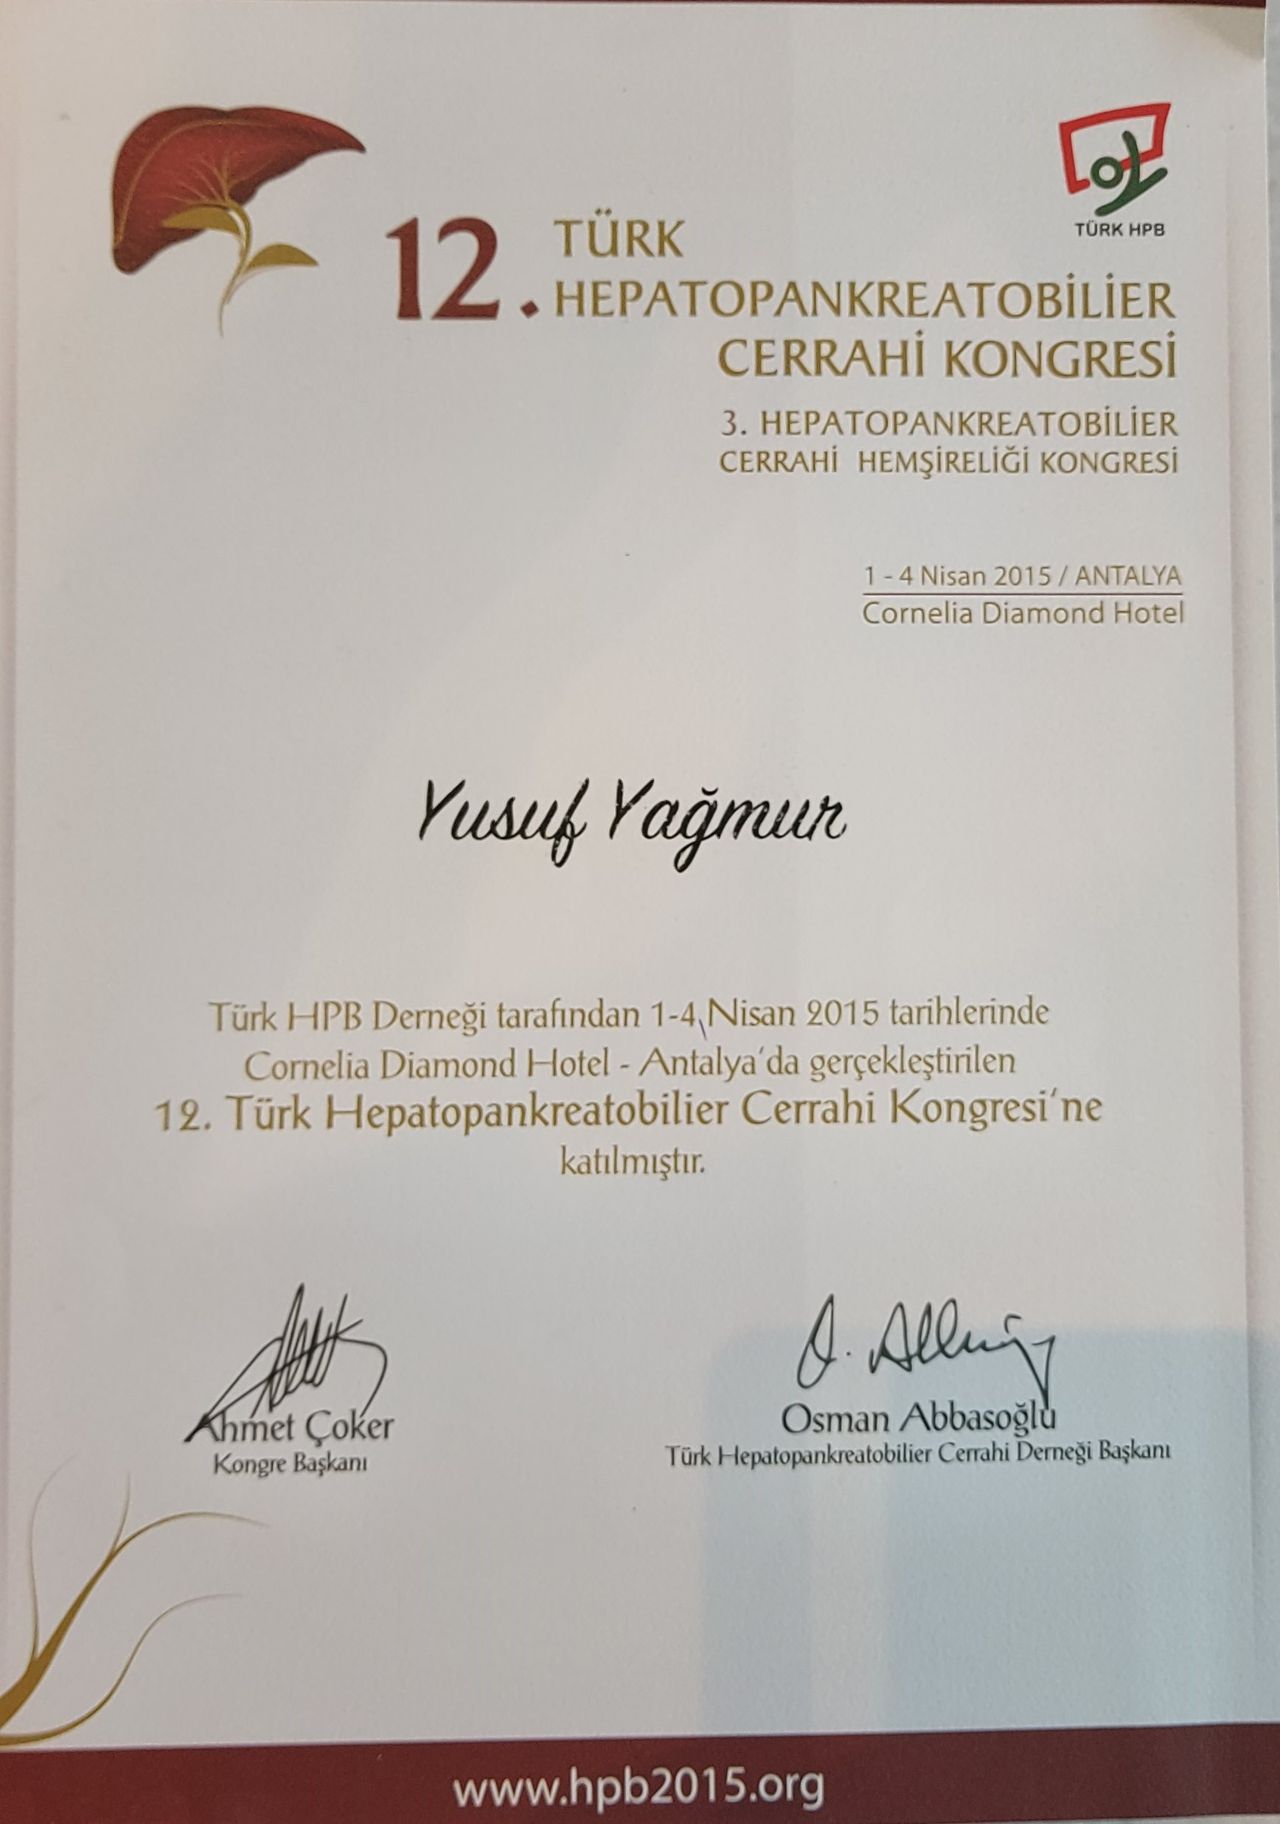 TÜRK HPB
12. TÜRK
HEPATOPANKREATOBİLİER
CERRAHİ KONGRESİ
3. HEPATOPANKREATOBİLİER
CERRAHİ HEMŞİRELİĞİ KONGRESİ
1 - 4 Nisan 2015 / ANTALYA
Cornelia Diamond Hotel
Yusuf Yağmur
Türk HPB Derneği tarafından 1-4 Nisan 2015 tarihlerinde
Cornelia Diamond Hotel - Antalya'da gerçekleştirilen
12. Türk Hepatopankreatobilier Cerrahi Kongresi'ne
katılmıştır.
Ahmet Çoker
Kongre Başkanı
Osman Abbasoğlu
Türk Hepatopankreatobilier Cerrahi Derneği Başkanı
www.hpb2015.org